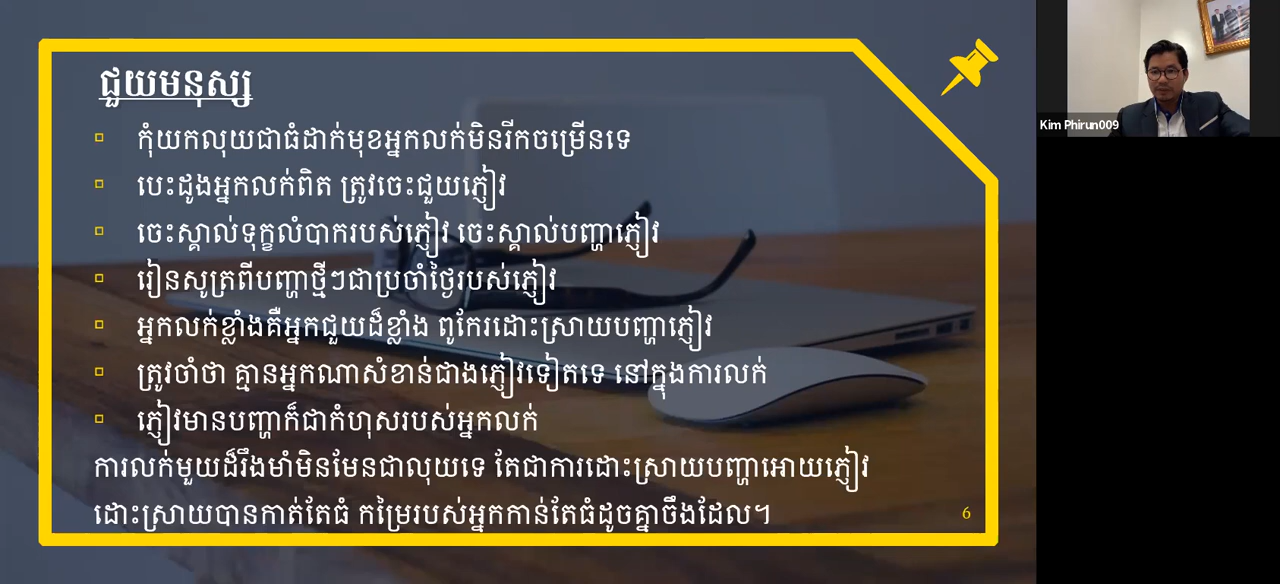 ជួយមនុស្ស
កុំយកលុយជាធំដាក់មុខអ្នកលក់មិនរីកចម្រើនទេ
បេះដូងអ្នកលក់ពិត ត្រូវចេះជួយភ្ញៀវ
ចេះស្គាល់ទុក្ខលំបាករបស់ភ្ញៀវ ចេះស្គាល់បញ្ហាភ្ញៀវ
រៀនសូត្រពីបញ្ហាថ្មីៗជាប្រចាំថ្ងៃរបស់ភ្ញៀវ
អ្នកលក់ខ្លាំងគឺអ្នកជួយដ៏ខ្លាំង ពូកែរដោះស្រាយបញ្ហាភ្ញៀវ
ត្រូវចាំថា គ្មានអ្នកណាសំខាន់ជាងភ្ញៀវទៀតទេ នៅក្នុងការលក់
ភ្ញៀវមានបញ្ហាក៏ជាកំហុសរបស់អ្នកលក់
ការលក់មួយដ៏រឹងមាំមិនមែនជាលុយទេ តែជាការដោះស្រាយបញ្ហាអោយភ្ញៀវ
ដោះស្រាយបានកាត់តែធំ កម្រៃរបស់អ្នកកាន់តែធំដូចគ្នាចឹងដែល។
6
Kim Phirun009